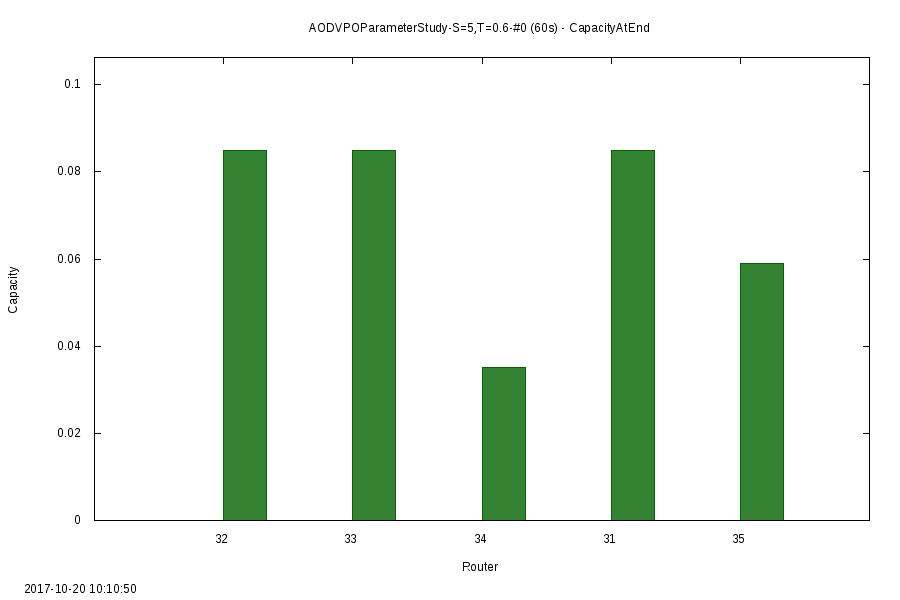 AODVPOParameterStudy-S=5,T=0.6-#0 (60s) - CapacityAtEnd
0.1
0.08
0.06
0.04
0.02
0
Capacity
32 33 34 31 35
Router
2017-10-20 10:10:50